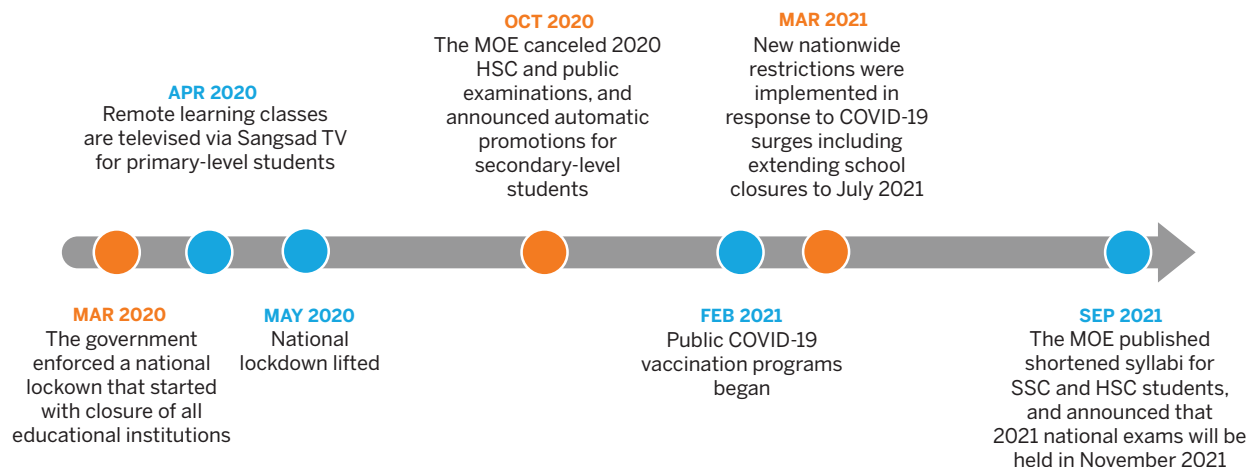 OCT 2020
The MOE canceled 2020
HSC and public
examinations, and
announced automatic
promotions for
secondary-level
students
MAR 2021
New nationwide
restrictions were
implemented in
response to COVID-19
surges including
extending school
closures to July 2021
APR 2020
Remote learning classes
are televised via Sangsad TV
for primary-level students
MAR 2020
The government
enforced a national
lockown that started
with closure of all
educational institutions
MAY 2020
National
lockdown lifted
FEB 2021
Public COVID-19
vaccination programs
began
SEP 2021
The MOE published
shortened syllabi for
SSC and HSC students,
and announced that
2021 national exams will be
held in November 2021